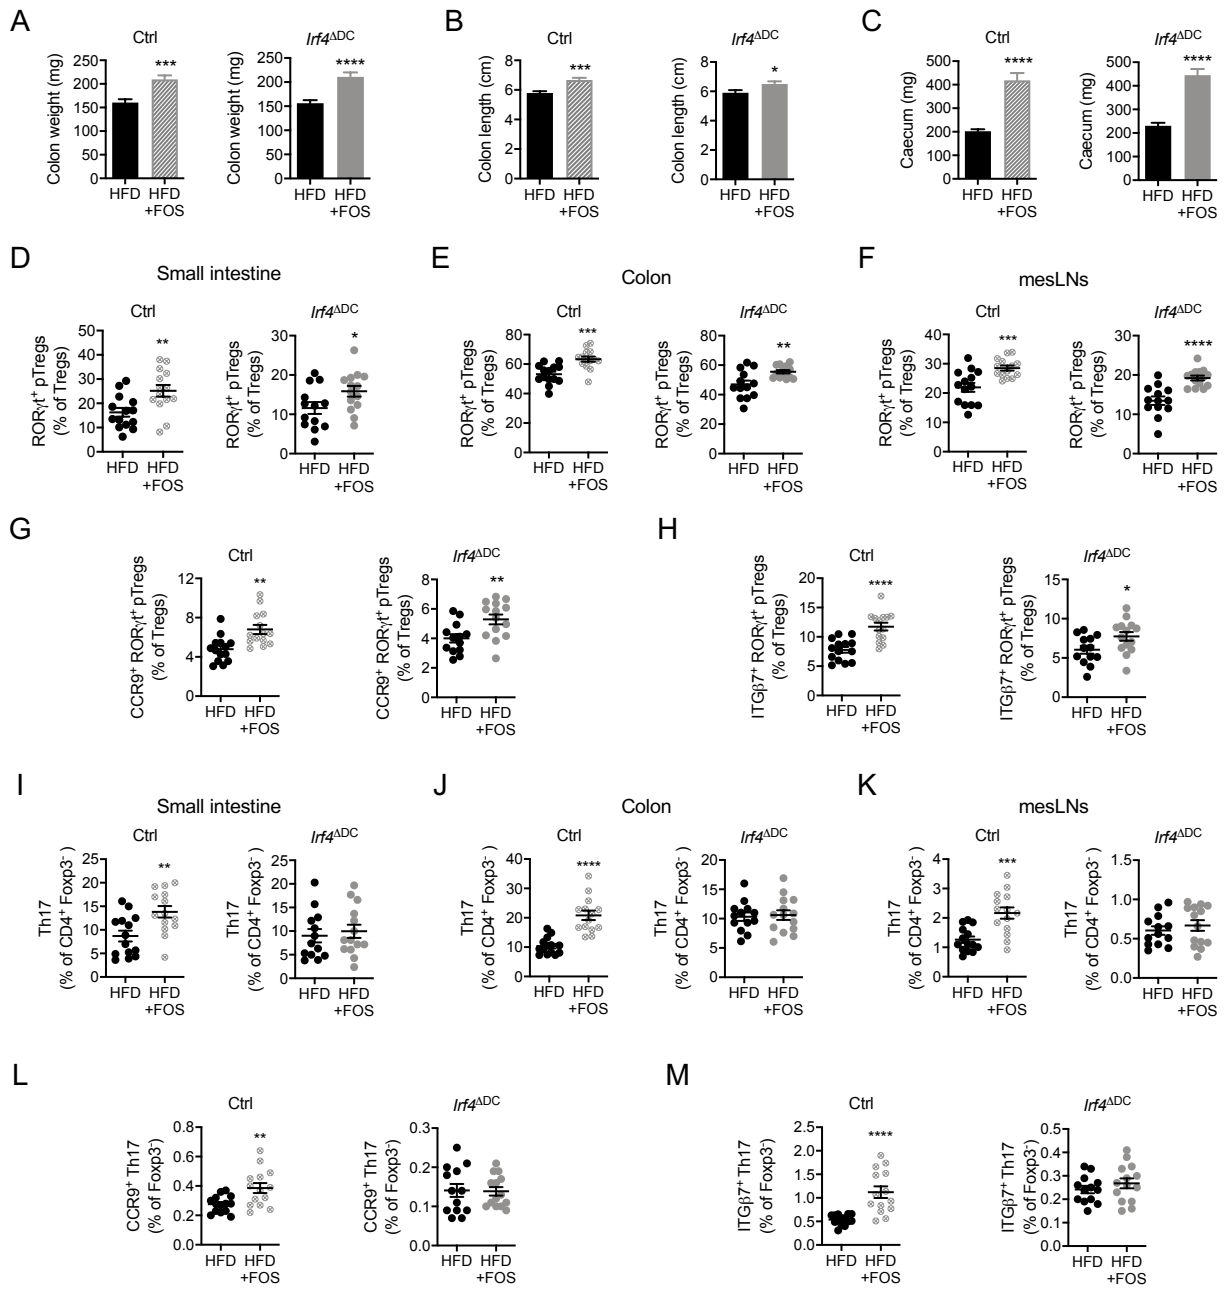 A
Ctrl
Irf4ΔDC
Colon weight (mg)
250
200
150
100
50
0
***
HFD
HFD
+FOS
Colon weight (mg)
250
200
150
100
50
0
****
HFD
HFD
+FOS
B
Ctrl
Irf4ΔDC
Colon length (cm)
10
8
6
4
2
0
***
HFD
HFD
+FOS
Colon length (cm)
8
6
4
2
0
*
HFD
HFD
+FOS
C
Ctrl
Irf4ΔDC
Caecum (mg)
500
400
300
200
100
0
****
HFD
HFD
+FOS
Caecum (mg)
500
400
300
200
100
0
****
HFD
HFD
+FOS
D
Small intestine
Ctrl
Irf4ΔDC
RORγt+ pTregs
(% of Tregs)
50
40
30
20
10
0
**
HFD
HFD
+FOS
RORγt+ pTregs
(% of Tregs)
30
20
10
0
*
HFD
HFD
+FOS
E
Colon
Ctrl
Irf4ΔDC
RORγt+ pTregs
(% of Tregs)
80
60
40
20
0
***
HFD
HFD
+FOS
RORγt+ pTregs
(% of Tregs)
80
60
40
20
0
**
HFD
HFD
+FOS
F
mesLNs
Ctrl
Irf4ΔDC
RORγt+ pTregs
(% of Tregs)
40
30
20
10
0
***
HFD
HFD
+FOS
RORγt+ pTregs
(% of Tregs)
30
20
10
0
****
HFD
HFD
+FOS
G
Ctrl
Irf4ΔDC
CCR9+ RORγt+ pTregs
(% of Tregs)
12
8
4
0
**
HFD
HFD
+FOS
CCR9+ RORγt+ pTregs
(% of Tregs)
8
6
4
2
0
**
HFD
HFD
+FOS
H
Ctrl
Irf4ΔDC
ITGβ7+ RORγt+ pTregs
(% of Tregs)
20
15
10
5
0
****
HFD
HFD
+FOS
ITGβ7+ RORγt+ pTregs
(% of Tregs)
15
10
5
0
*
HFD
HFD
+FOS
I
Small intestine
Ctrl
Irf4ΔDC
Th17
(% of CD4+ Foxp3- )
25
20
15
10
5
0
**
HFD
HFD
+FOS
Th17
(% of CD4+ Foxp3- )
25
20
15
10
5
0
HFD
HFD
+FOS
J
Colon
Ctrl
Irf4ΔDC
Th17
(% of CD4+ Foxp3- )
40
30
20
10
0
****
HFD
HFD
+FOS
Th17
(% of CD4+ Foxp3- )
20
15
10
5
0
HFD
HFD
+FOS
K
mesLNs
Ctrl
Irf4ΔDC
Th17
(% of CD4+ Foxp3- )
4
3
2
1
0
***
HFD
HFD
+FOS
Th17
(% of CD4+ Foxp3- )
1.5
1.0
0.5
0.0
HFD
HFD
+FOS
L
Ctrl
Irf4ΔDC
CCR9+ Th17
(% of Foxp3-)
0.8
0.6
0.4
0.2
0.0
**
HFD
HFD
+FOS
CCR9+ Th17
(% of Foxp3-)
0.3
0.2
0.1
0.0
HFD
HFD
+FOS
M
Ctrl
Irf4ΔDC
ITGβ7+ Th17
(% of Foxp3-)
2.5
2.0
1.5
1.0
0.5
0.0
****
HFD
HFD
+FOS
ITGβ7+ Th17
(% of Foxp3-)
0.5
0.4
0.3
0.2
0.1
0.0
HFD
HFD
+FOS